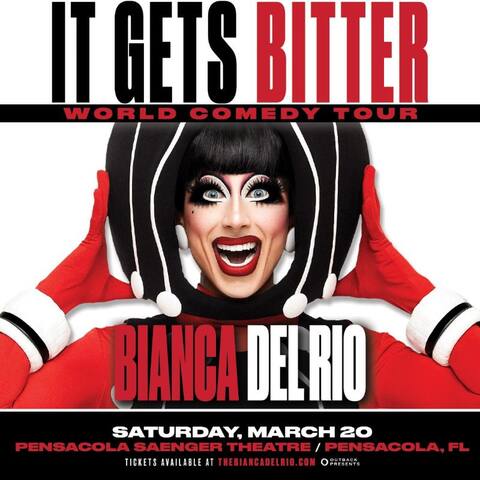 IT GETS BITTER
WORLD COMEDY TOUR
BIANCA DEL RIO
SATURDAY, MARCH 20
PENSACOLA SAENGER THEATRE / PENSACOLA, FL
TICKETS AVAILABLE AT THEBIANCADELRIO.COM OUTBACK PRESENTS